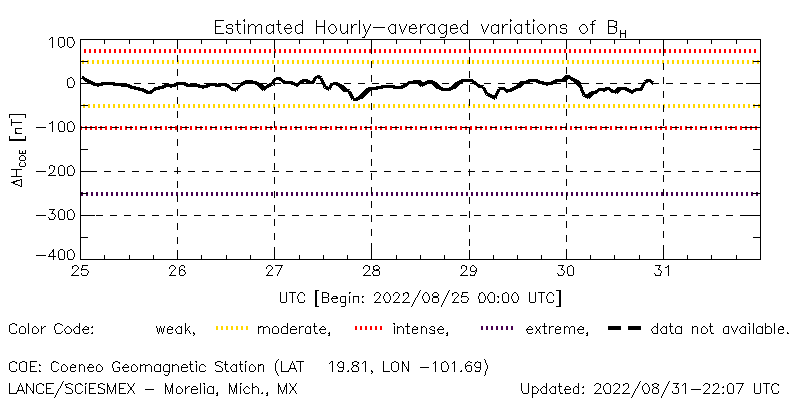 Estimated Hourly-averaged variations of BH
100
0
-100
-200
-300
-400
ΔHCOE [nT]
25 26 27 28 29 30 31
UTC [Begin: 2022/08/25 00:00 UTC]
Color Code: weak, moderate, intense, extreme, data not available.
COE: Coeneo Geomagnetic Station (LAT 19.81, LON -101.69)
LANCE/SCiESMEX - Morelia, Mich., MX Updated: 2022/08/31-22:07 UTC